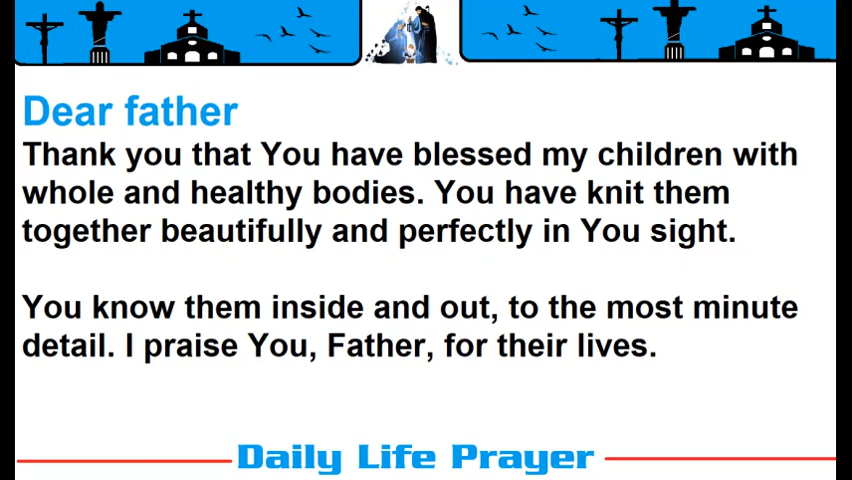 Dear father
Thank you that You have blessed my children with
whole and healthy bodies. You have knit them
together beautifully and perfectly in You sight.
You know them inside and out, to the most minute
detail. I praise You, Father, for their lives.
Daily Life Prayer